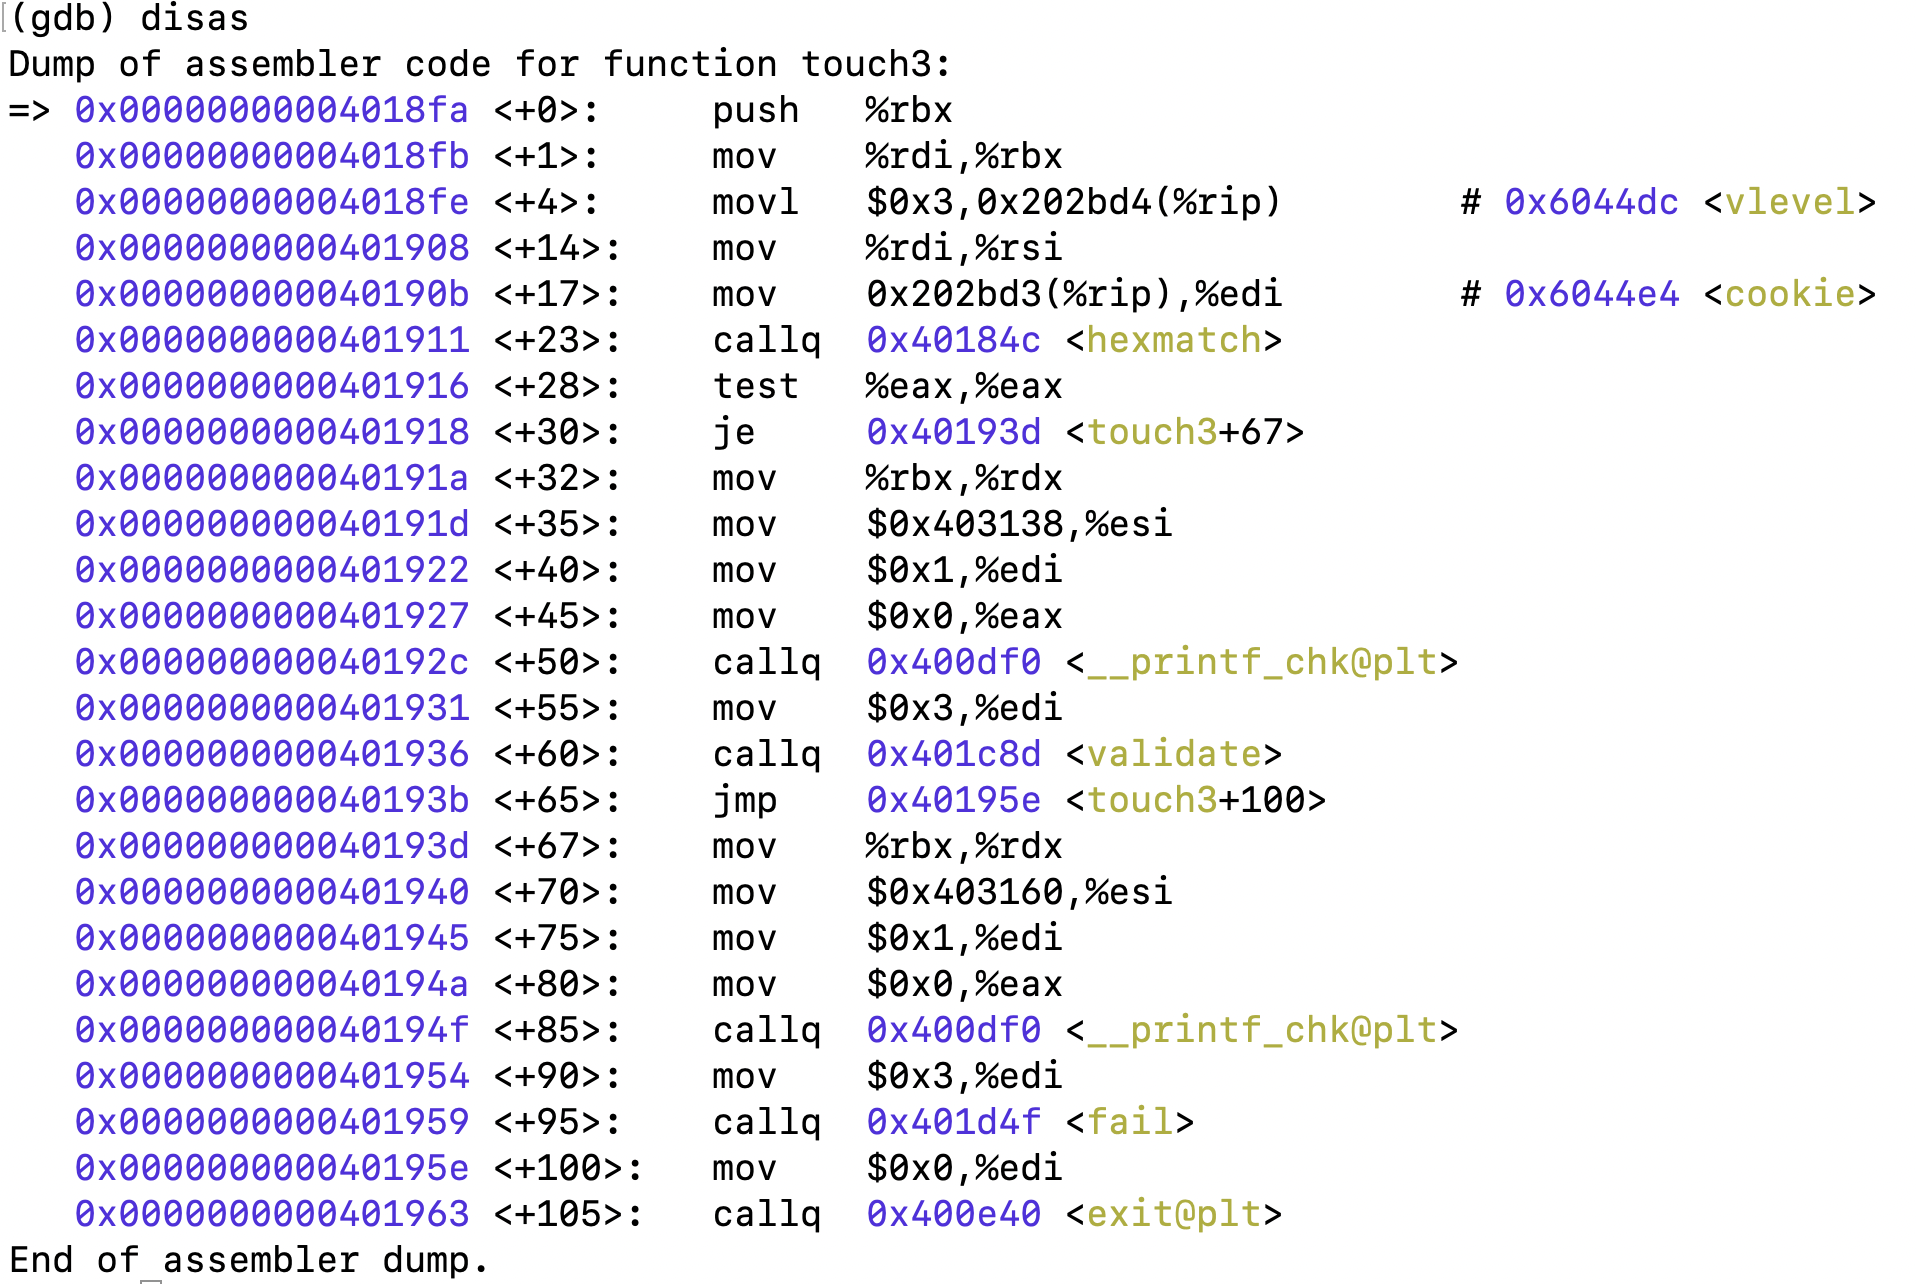 (gdb) disas
Dump of assembler code for function touch3:
=> 0x00000000004018fa <+0>: push %rbx
0x00000000004018fb <+1>: mov %rdi,%rbx
0x00000000004018fe <+4>: movl $0x3,0x202bd4(%rip) # 0x6044dc <vlevel>
0x0000000000401908 <+14>: mov %rdi,%rsi
0x000000000040190b <+17>: mov 0x202bd3(%rip),%edi # 0x6044e4 <cookie>
0x0000000000401911 <+23>: callq 0x40184c <hexmatch>
0x0000000000401916 <+28>: test %eax,%eax
0x0000000000401918 <+30>: je 0x40193d <touch3+67>
0x000000000040191a <+32>: mov %rbx,%rdx
0x000000000040191d <+35>: mov $0x403138,%esi
0x0000000000401922 <+40>: mov $0x1,%edi
0x0000000000401927 <+45>: mov $0x0,%eax
0x000000000040192c <+50>: callq 0x400df0 <__printf_chk@plt>
0x0000000000401931 <+55>: mov $0x3,%edi
0x0000000000401936 <+60>: callq 0x401c8d <validate>
0x000000000040193b <+65>: jmp 0x40195e <touch3+100>
0x000000000040193d <+67>: mov %rbx,%rdx
0x0000000000401940 <+70>: mov $0x403160,%esi
0x0000000000401945 <+75>: mov $0x1,%edi
0x000000000040194a <+80>: mov $0x0,%eax
0x000000000040194f <+85>: callq 0x400df0 <__printf_chk@plt>
0x0000000000401954 <+90>: mov $0x3,%edi
0x0000000000401959 <+95>: callq 0x401d4f <fail>
0x000000000040195e <+100>: mov $0x0,%edi
0x0000000000401963 <+105>: callq 0x400e40 <exit@plt>
End of assembler dump.